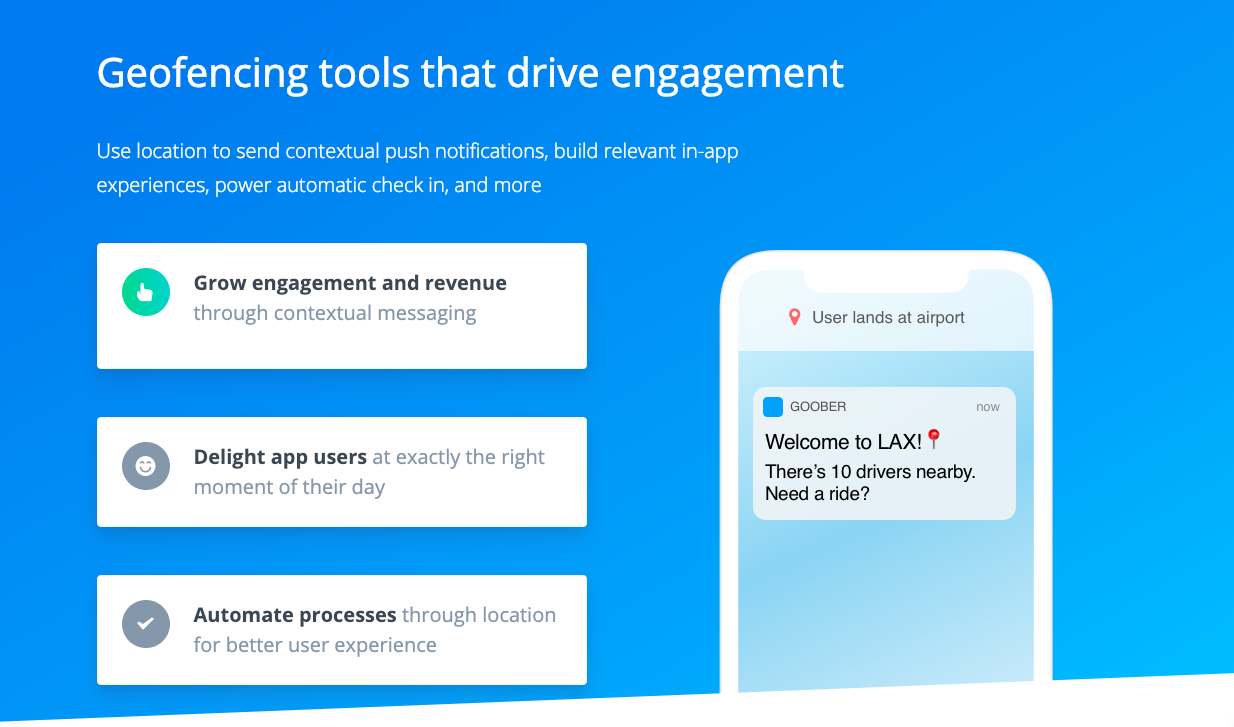 Geofencing tools that drive engagement
Use location to send contextual push notifications, build relevant in-app
experiences, power automatic check in, and more
Grow engagement and revenue
through contextual messaging
Delight app users at exactly the right
moment of their day
Automate processes through location
for better user experience
User lands at airport
GOOBER now
Welcome to LAX!📍
There’s 10 drivers nearby.
Need a ride?